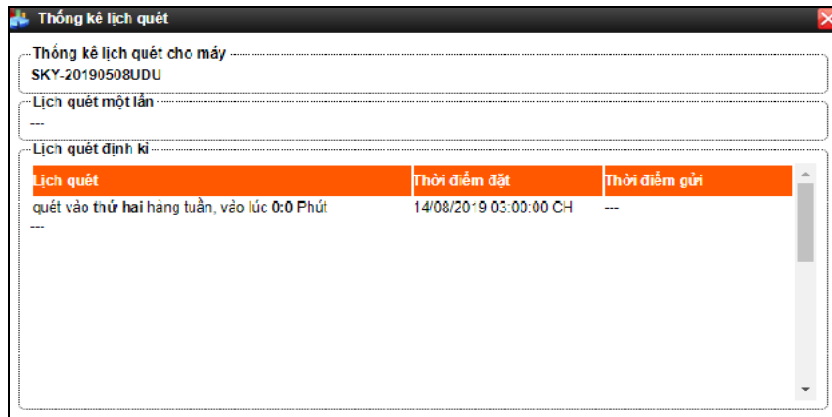 Thống kê lịch quét
Thống kê lịch quét cho máy
SKY-20190508UDU
Lịch quét một lần
---
Lịch quét định kì
Lịch quét Thời điểm đặt Thời điểm gửi
quét vào thứ hai hàng tuần, vào lúc 0:0 Phút 14/08/2019 03:00:00 CH ---
---